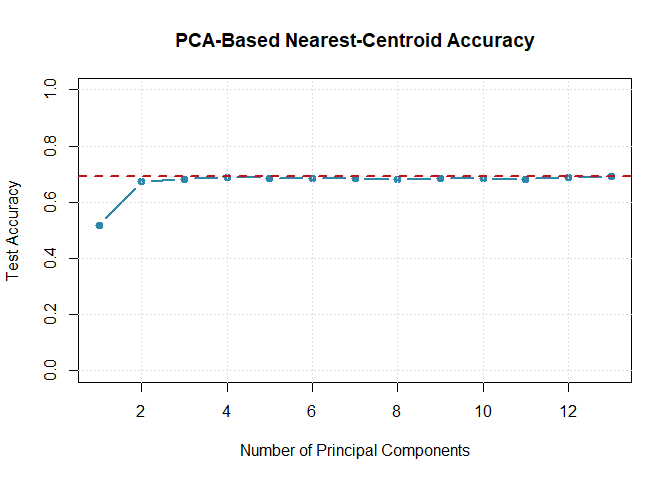 PCA-Based Nearest-Centroid Accuracy
Test Accuracy
1.0
0.8
0.6
0.4
0.2
0.0
2 4 6 8 10 12
Number of Principal Components